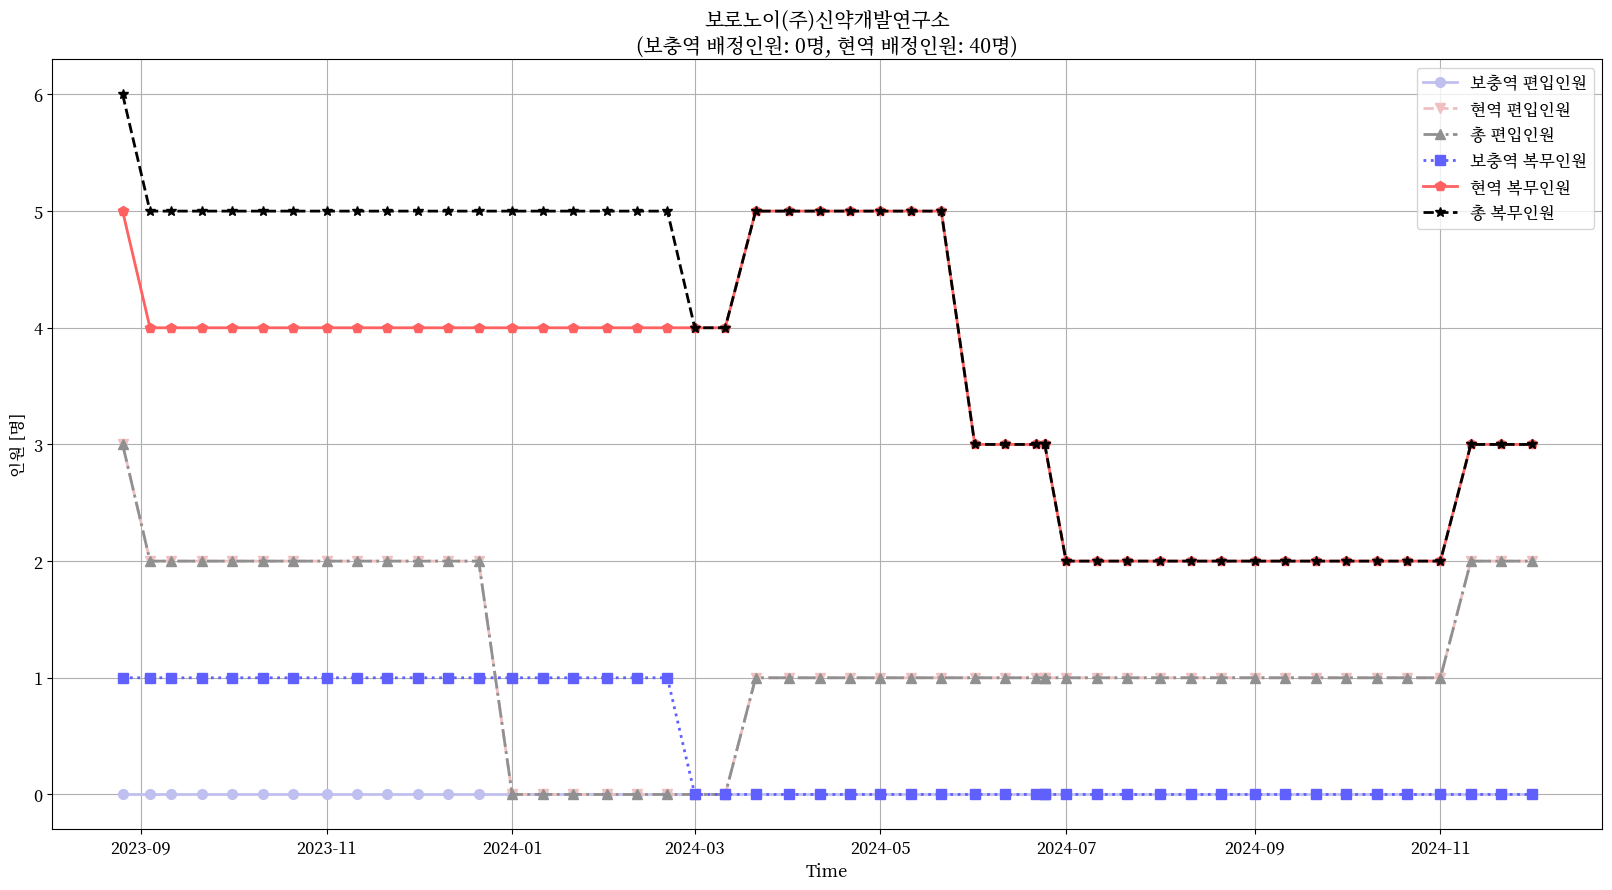 보로노이(주)신약개발연구소
(보충역 배정인원: 0명, 현역 배정인원: 40명)
보충역 편입인원
현역 편입인원
총 편입인원
보충역 복무인원
현역 복무인원
총 복무인원
인원 [명]
6
5
4
3
2
1
0
2023-09
2023-11
2024-01
2024-03
2024-05
2024-07
2024-09
2024-11
Time